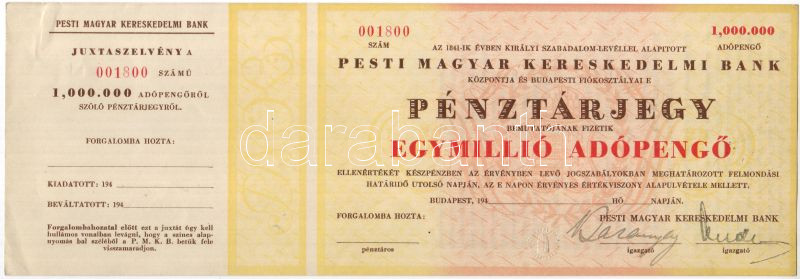 PESTI MAGYAR KERESKEDELMI BANK
JUXTASZELVÉNY A
001800 SZÁMÚ
1,000.000 ADÓPENGŐRŐL
SZÓLÓ PÉNZTÁRJEGYRŐL.
FORGALOMBA HOZTA:
KIADATOTT: 194
BEVÁLTATOTT: 194
Forgalombahozatal előtt ezt a juxtát úgy kell
hullámos vonalban levágni, hogy a színes alap-
nyomás bal széléből a P. M. K. B. betük fele
visszamaradjon.
001800
SZÁM
1,000.000
ADÓPENGŐ
AZ 1841-IK ÉVBEN KIRÁLYI SZABADALOM-LEVÉLLEL ALAPITOTT
PESTI MAGYAR KERESKEDELMI BANK
KÖZPONTJA ÉS BUDAPESTI FIÓKOSZTÁLYAI E
PÉNZTÁRJEGY
BEMUTATÓJÁNAK FIZETIK
EGYMILLIÓ ADÓPENGŐ
ELLENÉRTÉKÉT KÉSZPÉNZBEN AZ ÉRVÉNYBEN LEVŐ JOGSZABÁLYOKBAN MEGHATÁROZOTT FELMONDÁSI
HATÁRIDŐ UTOLSÓ NAPJÁN, AZ E NAPON ÉRVÉNYES ÉRTÉKVISZONY ALAPULVÉTELE MELLETT.
BUDAPEST, 194 HÓ NAPJÁN.
FORGALOMBA HOZTA:
PESTI MAGYAR KERESKEDELMI BANK
pénztáros
igazgató
igazgató
darabanth